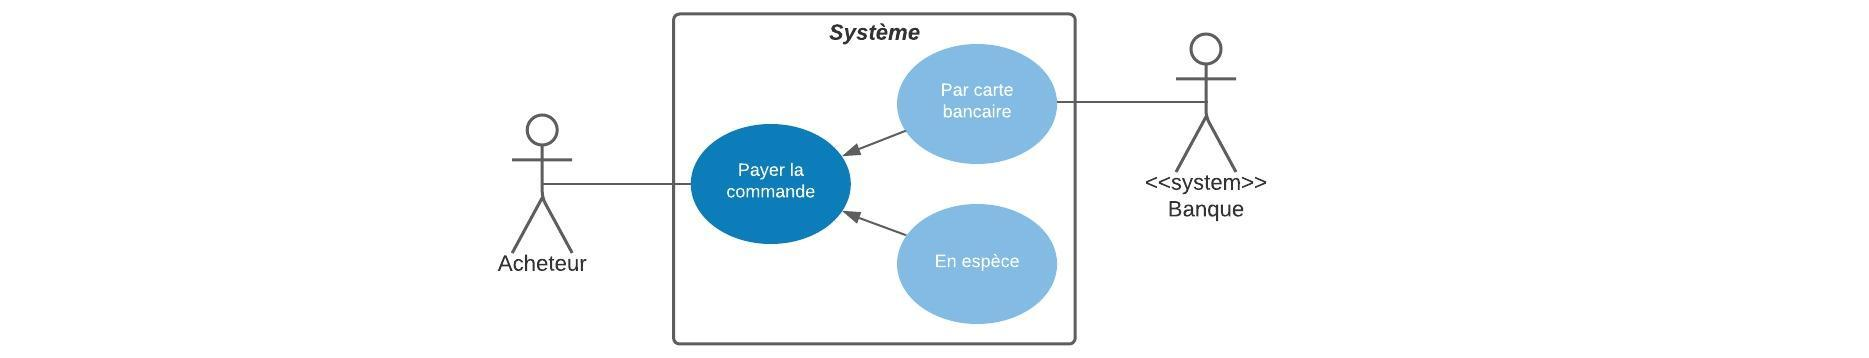 Système
Par carte
bancaire
Payer la
commande
En espèce
Acheteur
<<system>>
Banque